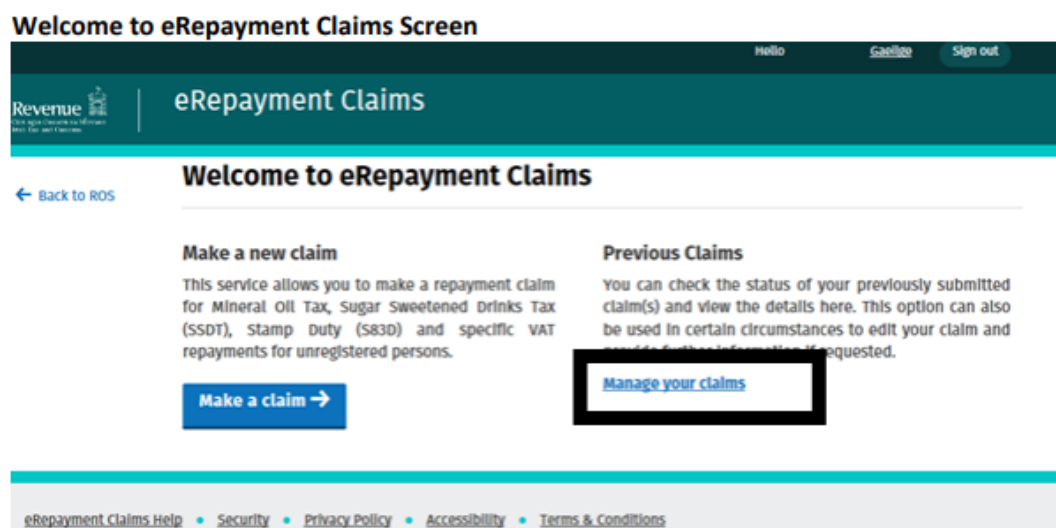 Welcome to eRepayment Claims Screen
Hello Gaeilge Sign out
Revenue
eRepayment Claims
← Back to ROS
Welcome to eRepayment Claims
Make a new claim
This service allows you to make a repayment claim
for Mineral Oil Tax, Sugar Sweetened Drinks Tax
(SSDT), Stamp Duty (S83D) and specific VAT
repayments for unregistered persons.
Make a claim →
Previous Claims
You can check the status of your previously submitted
claim(s) and view the details here. This option can also
be used in certain circumstances to edit your claim and
provide further information if requested.
Manage your claims
eRepayment Claims Help • Security • Privacy Policy • Accessibility • Terms & Conditions